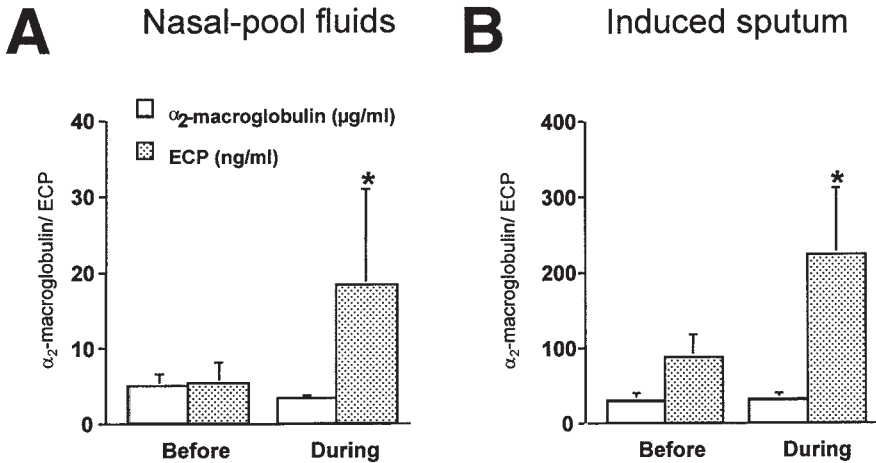 A Nasal-pool fluids
α2-macroglobulin (µg/ml)
ECP (ng/ml)
α2-macroglobulin/ ECP
40
30
20
10
0
*
Before During
B Induced sputum
α2-macroglobulin/ ECP
400
300
200
100
0
*
Before During